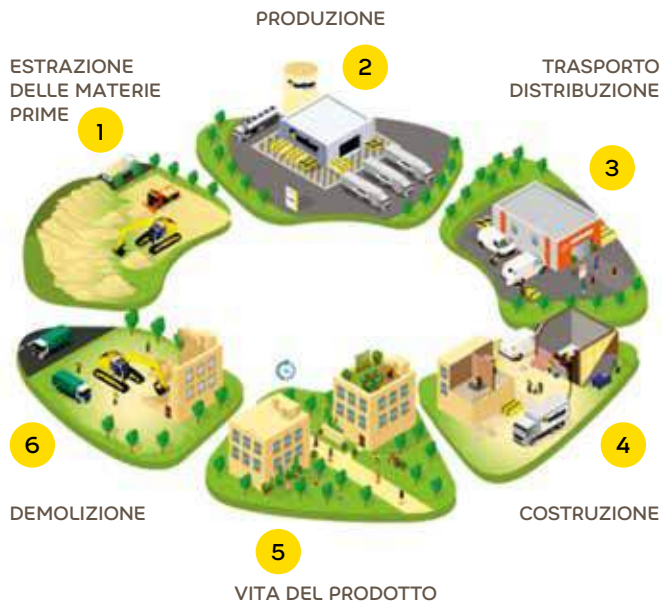 PRODUZIONE
2
ESTRAZIONE
DELLE MATERIE
PRIME
1
TRASPORTO
DISTRIBUZIONE
3
6
DEMOLIZIONE
4
COSTRUZIONE
5
VITA DEL PRODOTTO